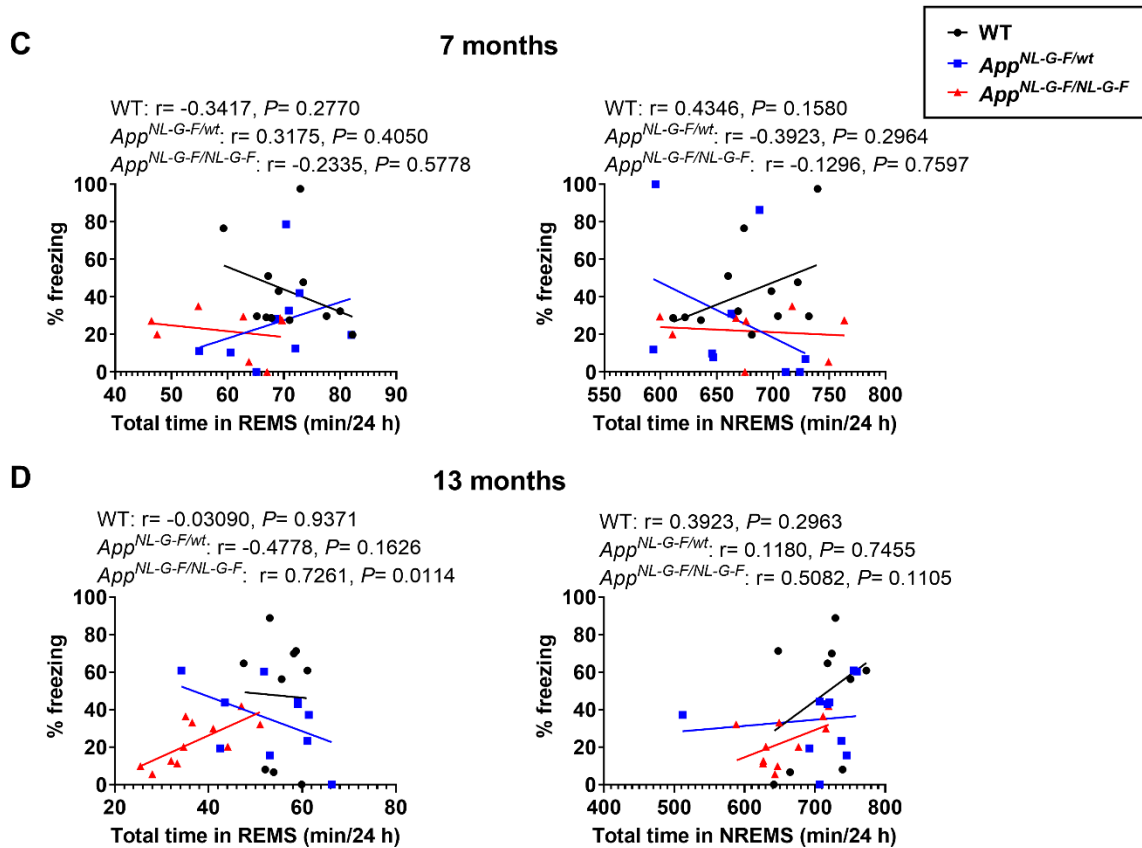 C
7 months
WT
App^NL-G-F/wt
App^NL-G-F/NL-G-F
WT: r= -0.3417, P= 0.2770
App^NL-G-F/wt: r= 0.3175, P= 0.4050
App^NL-G-F/NL-G-F: r= -0.2335, P= 0.5778
100
80
60
40
20
0
% freezing
40 50 60 70 80 90
Total time in REMS (min/24 h)
WT: r= 0.4346, P= 0.1580
App^NL-G-F/wt: r= -0.3923, P= 0.2964
App^NL-G-F/NL-G-F: r= -0.1296, P= 0.7597
100
80
60
40
20
0
% freezing
550 600 650 700 750 800
Total time in NREMS (min/24 h)
D
13 months
WT: r= -0.03090, P= 0.9371
App^NL-G-F/wt: r= -0.4778, P= 0.1626
App^NL-G-F/NL-G-F: r= 0.7261, P= 0.0114
100
80
60
40
20
0
% freezing
20 40 60 80
Total time in REMS (min/24 h)
WT: r= 0.3923, P= 0.2963
App^NL-G-F/wt: r= 0.1180, P= 0.7455
App^NL-G-F/NL-G-F: r= 0.5082, P= 0.1105
100
80
60
40
20
0
% freezing
400 500 600 700 800
Total time in NREMS (min/24 h)